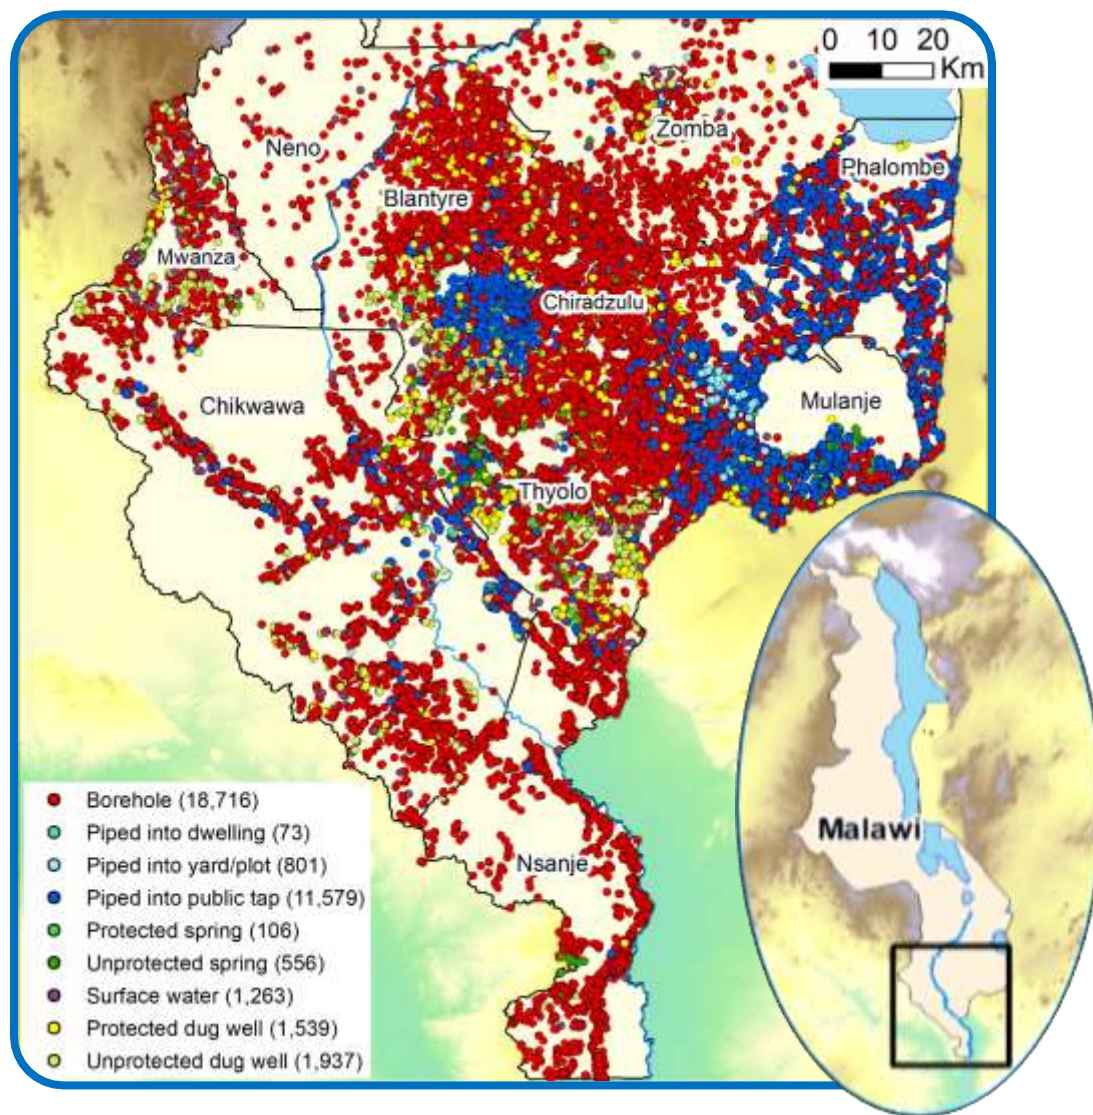 0 10 20
Km
Zomba
Neno
Phalombe
Blantyre
Mwanza
Chiradzulu
Chikwawa
Mulanje
Thyolo
Nsanje
Borehole (18,716)
Piped into dwelling (73)
Piped into yard/plot (801)
Piped into public tap (11,579)
Protected spring (106)
Unprotected spring (556)
Surface water (1,263)
Protected dug well (1,539)
Unprotected dug well (1,937)
Malawi